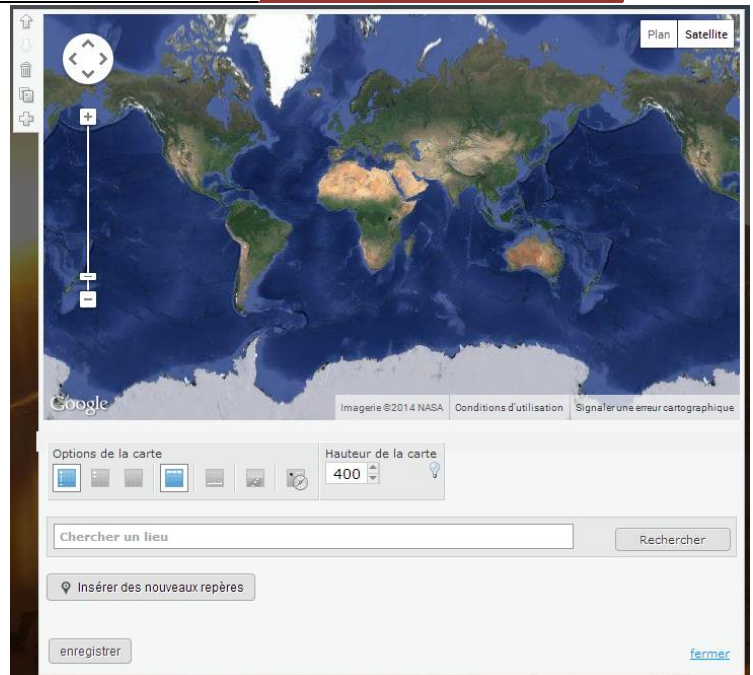 Plan Satellite
Google
Imagerie ©2014 NASA Conditions d'utilisation Signaler une erreur cartographique
Options de la carte Hauteur de la carte
400
Chercher un lieu Rechercher
Insérer des nouveaux repères
enregistrer fermer